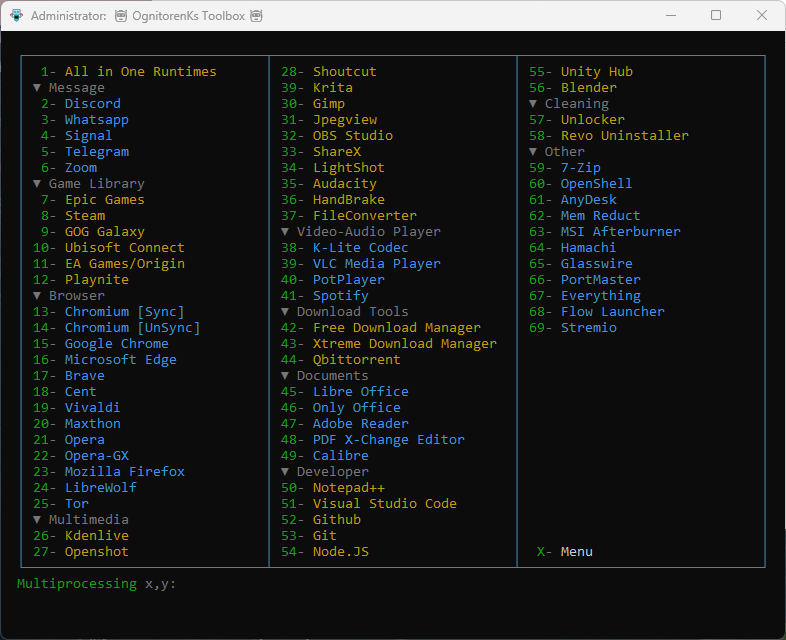 Administrator: OgnitorenKs Toolbox
1- All in One Runtimes
▼ Message
2- Discord
3- Whatsapp
4- Signal
5- Telegram
6- Zoom
▼ Game Library
7- Epic Games
8- Steam
9- GOG Galaxy
10- Ubisoft Connect
11- EA Games/Origin
12- Playnite
▼ Browser
13- Chromium [Sync]
14- Chromium [UnSync]
15- Google Chrome
16- Microsoft Edge
17- Brave
18- Cent
19- Vivaldi
20- Maxthon
21- Opera
22- Opera-GX
23- Mozilla Firefox
24- LibreWolf
25- Tor
▼ Multimedia
26- Kdenlive
27- Openshot
28- Shoutcut
39- Krita
30- Gimp
31- Jpegview
32- OBS Studio
33- ShareX
34- LightShot
35- Audacity
36- HandBrake
37- FileConverter
▼ Video-Audio Player
38- K-Lite Codec
39- VLC Media Player
40- PotPlayer
41- Spotify
▼ Download Tools
42- Free Download Manager
43- Xtreme Download Manager
44- Qbittorrent
▼ Documents
45- Libre Office
46- Only Office
47- Adobe Reader
48- PDF X-Change Editor
49- Calibre
▼ Developer
50- Notepad++
51- Visual Studio Code
52- Github
53- Git
54- Node.JS
55- Unity Hub
56- Blender
▼ Cleaning
57- Unlocker
58- Revo Uninstaller
▼ Other
59- 7-Zip
60- OpenShell
61- AnyDesk
62- Mem Reduct
63- MSI Afterburner
64- Hamachi
65- Glasswire
66- PortMaster
67- Everything
68- Flow Launcher
69- Stremio
X- Menu
Multiprocessing x,y: